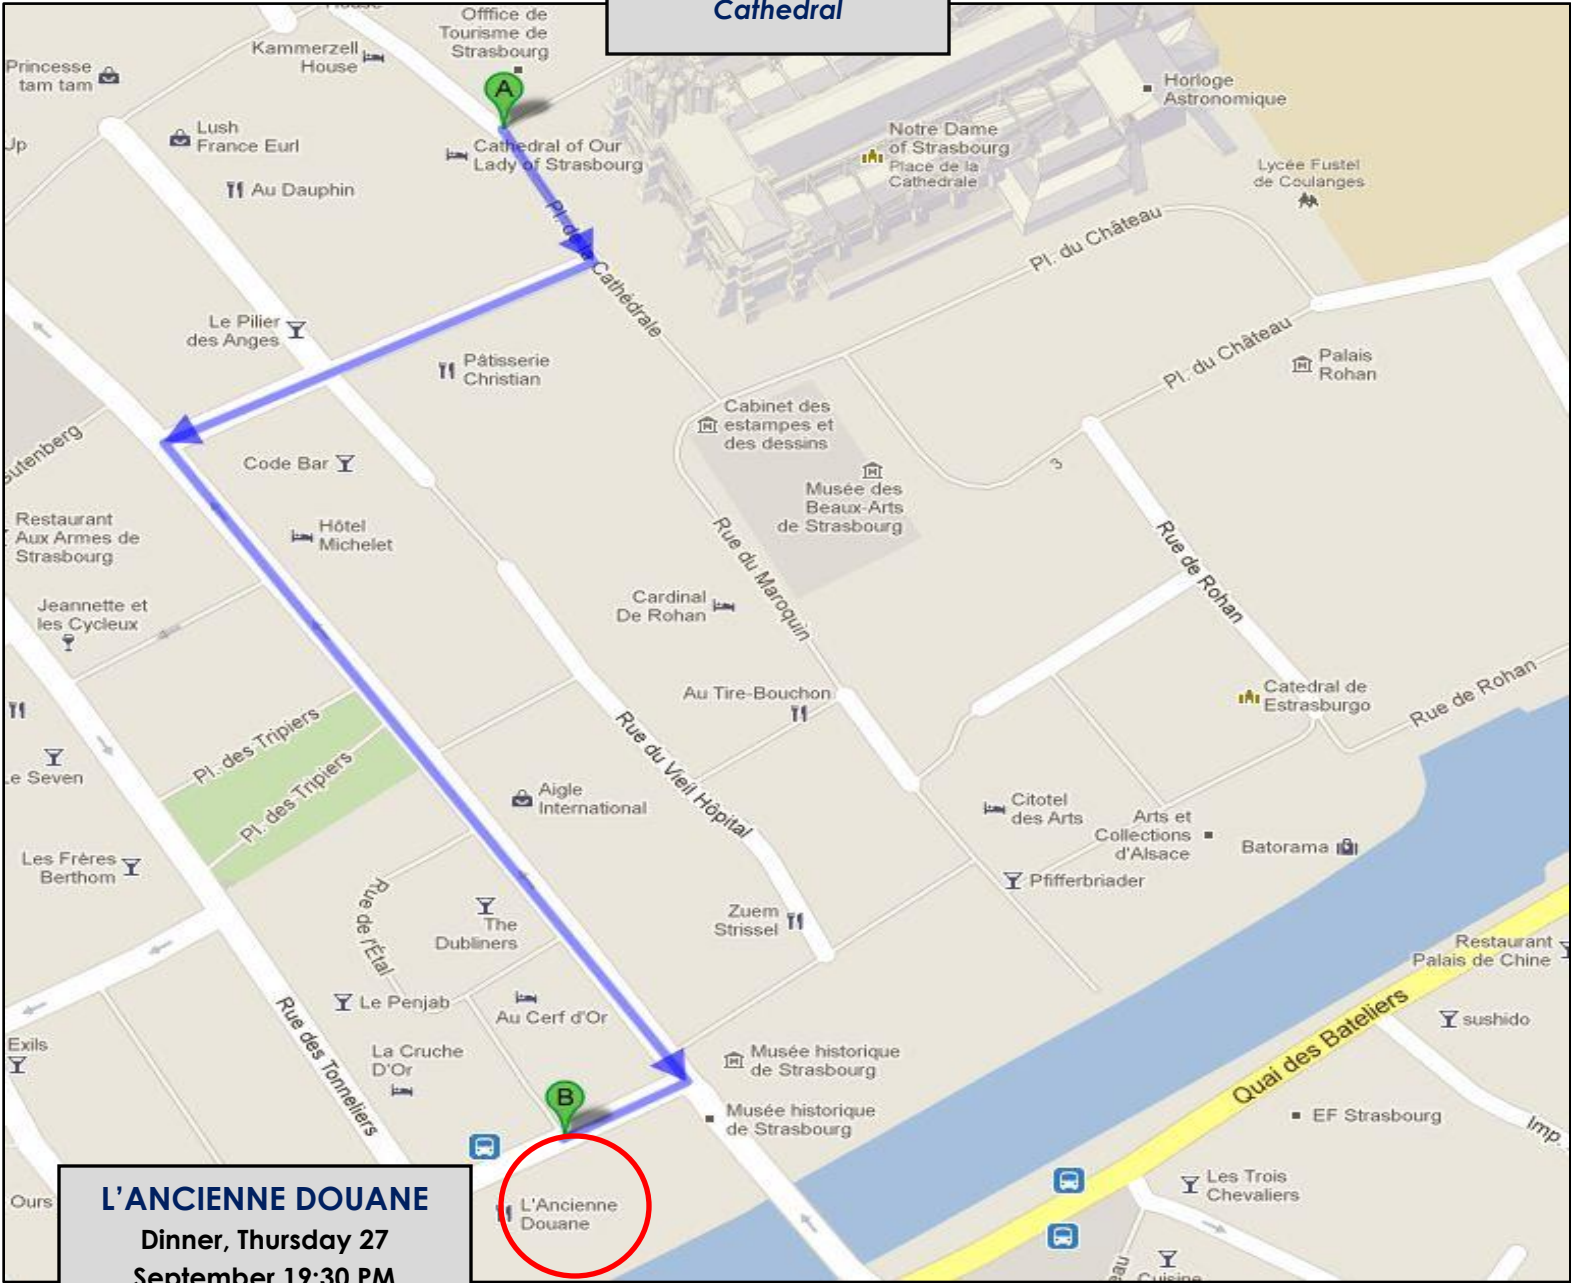 Cathedral
House
Offfice de
Tourisme de
Strasbourg
Kammerzell
House
Princesse
tam tam
A
Horloge
Astronomique
Lush
France Eurl
Up
Cathedral of Our
Lady of Strasbourg
Notre Dame
of Strasbourg
Place de la
Cathedrale
Lycée Fustel
de Coulanges
Au Dauphin
Pl. de la Cathédrale
Pl. du Château
Le Pilier
des Anges
Pâtisserie
Christian
Pl. du Château
Palais
Rohan
Cabinet des
estampes et
des dessins
Gutenberg
Code Bar
3
Musée des
Beaux-Arts
de Strasbourg
Restaurant
Aux Armes de
Strasbourg
Hôtel
Michelet
Rue du Maroquin
Rue de Rohan
Jeannette et
les Cycleux
Cardinal
De Rohan
Au Tire-Bouchon
Catedral de
Estrasburgo
Rue de Rohan
Pl. des Tripiers
Pl. des Tripiers
Rue du Vieil Hôpital
Le Seven
Aigle
International
Citotel
des Arts
Arts et
Collections
d'Alsace
Batorama
Les Frères
Berthom
Rue de l'Étal
Pfifferbriader
The
Dubliners
Zuem
Strissel
Restaurant
Palais de Chine
Le Penjab
Au Cerf d'Or
Rue des Tonneliers
Quai des Bateliers
sushido
Exils
La Cruche
D'Or
Musée historique
de Strasbourg
B
Musée historique
de Strasbourg
EF Strasbourg
Imp.
Ours
L'Ancienne
Douane
Les Trois
Chevaliers
Cuisine
L'ANCIENNE DOUANE
Dinner, Thursday 27
September 19:30 PM